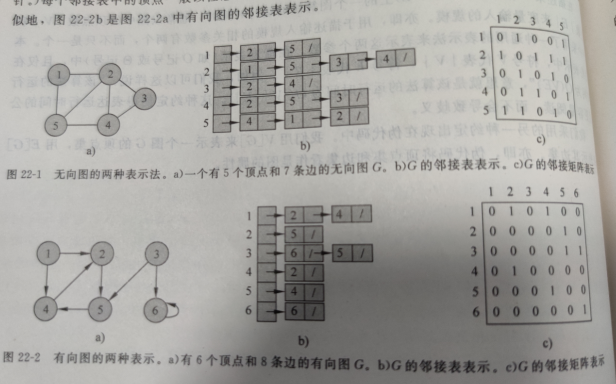 似地，图 22-2b 是图 22-2a 中有向图的邻接表表示。
1 2 3 4 5
1 2 5 /
2 1 5 3 4 /
3 2 4 /
4 2 5 3 /
5 4 1 2 /
1 0 1 0 0 1
2 1 0 1 1 1
3 0 1 0 1 0
4 0 1 1 0 1
5 1 1 0 1 0
1 2
3
5 4
a)
b)
c)
图 22-1 无向图的两种表示法。a)一个有 5 个顶点和 7 条边的无向图 G。b)G 的邻接表表示。c)G 的邻接矩阵表示
1 2 3
4 5 6
1 2 4 /
2 5 /
3 6 / 5 /
4 2 /
5 4 /
6 6 /
1 2 3 4 5 6
1 0 1 0 1 0 0
2 0 0 0 0 1 0
3 0 0 0 0 1 1
4 0 1 0 0 0 0
5 0 0 0 1 0 0
6 0 0 0 0 0 1
a)
b)
c)
图 22-2 有向图的两种表示。a)有 6 个顶点和 8 条边的有向图 G。b)G 的邻接表表示。c)G 的邻接矩阵表示